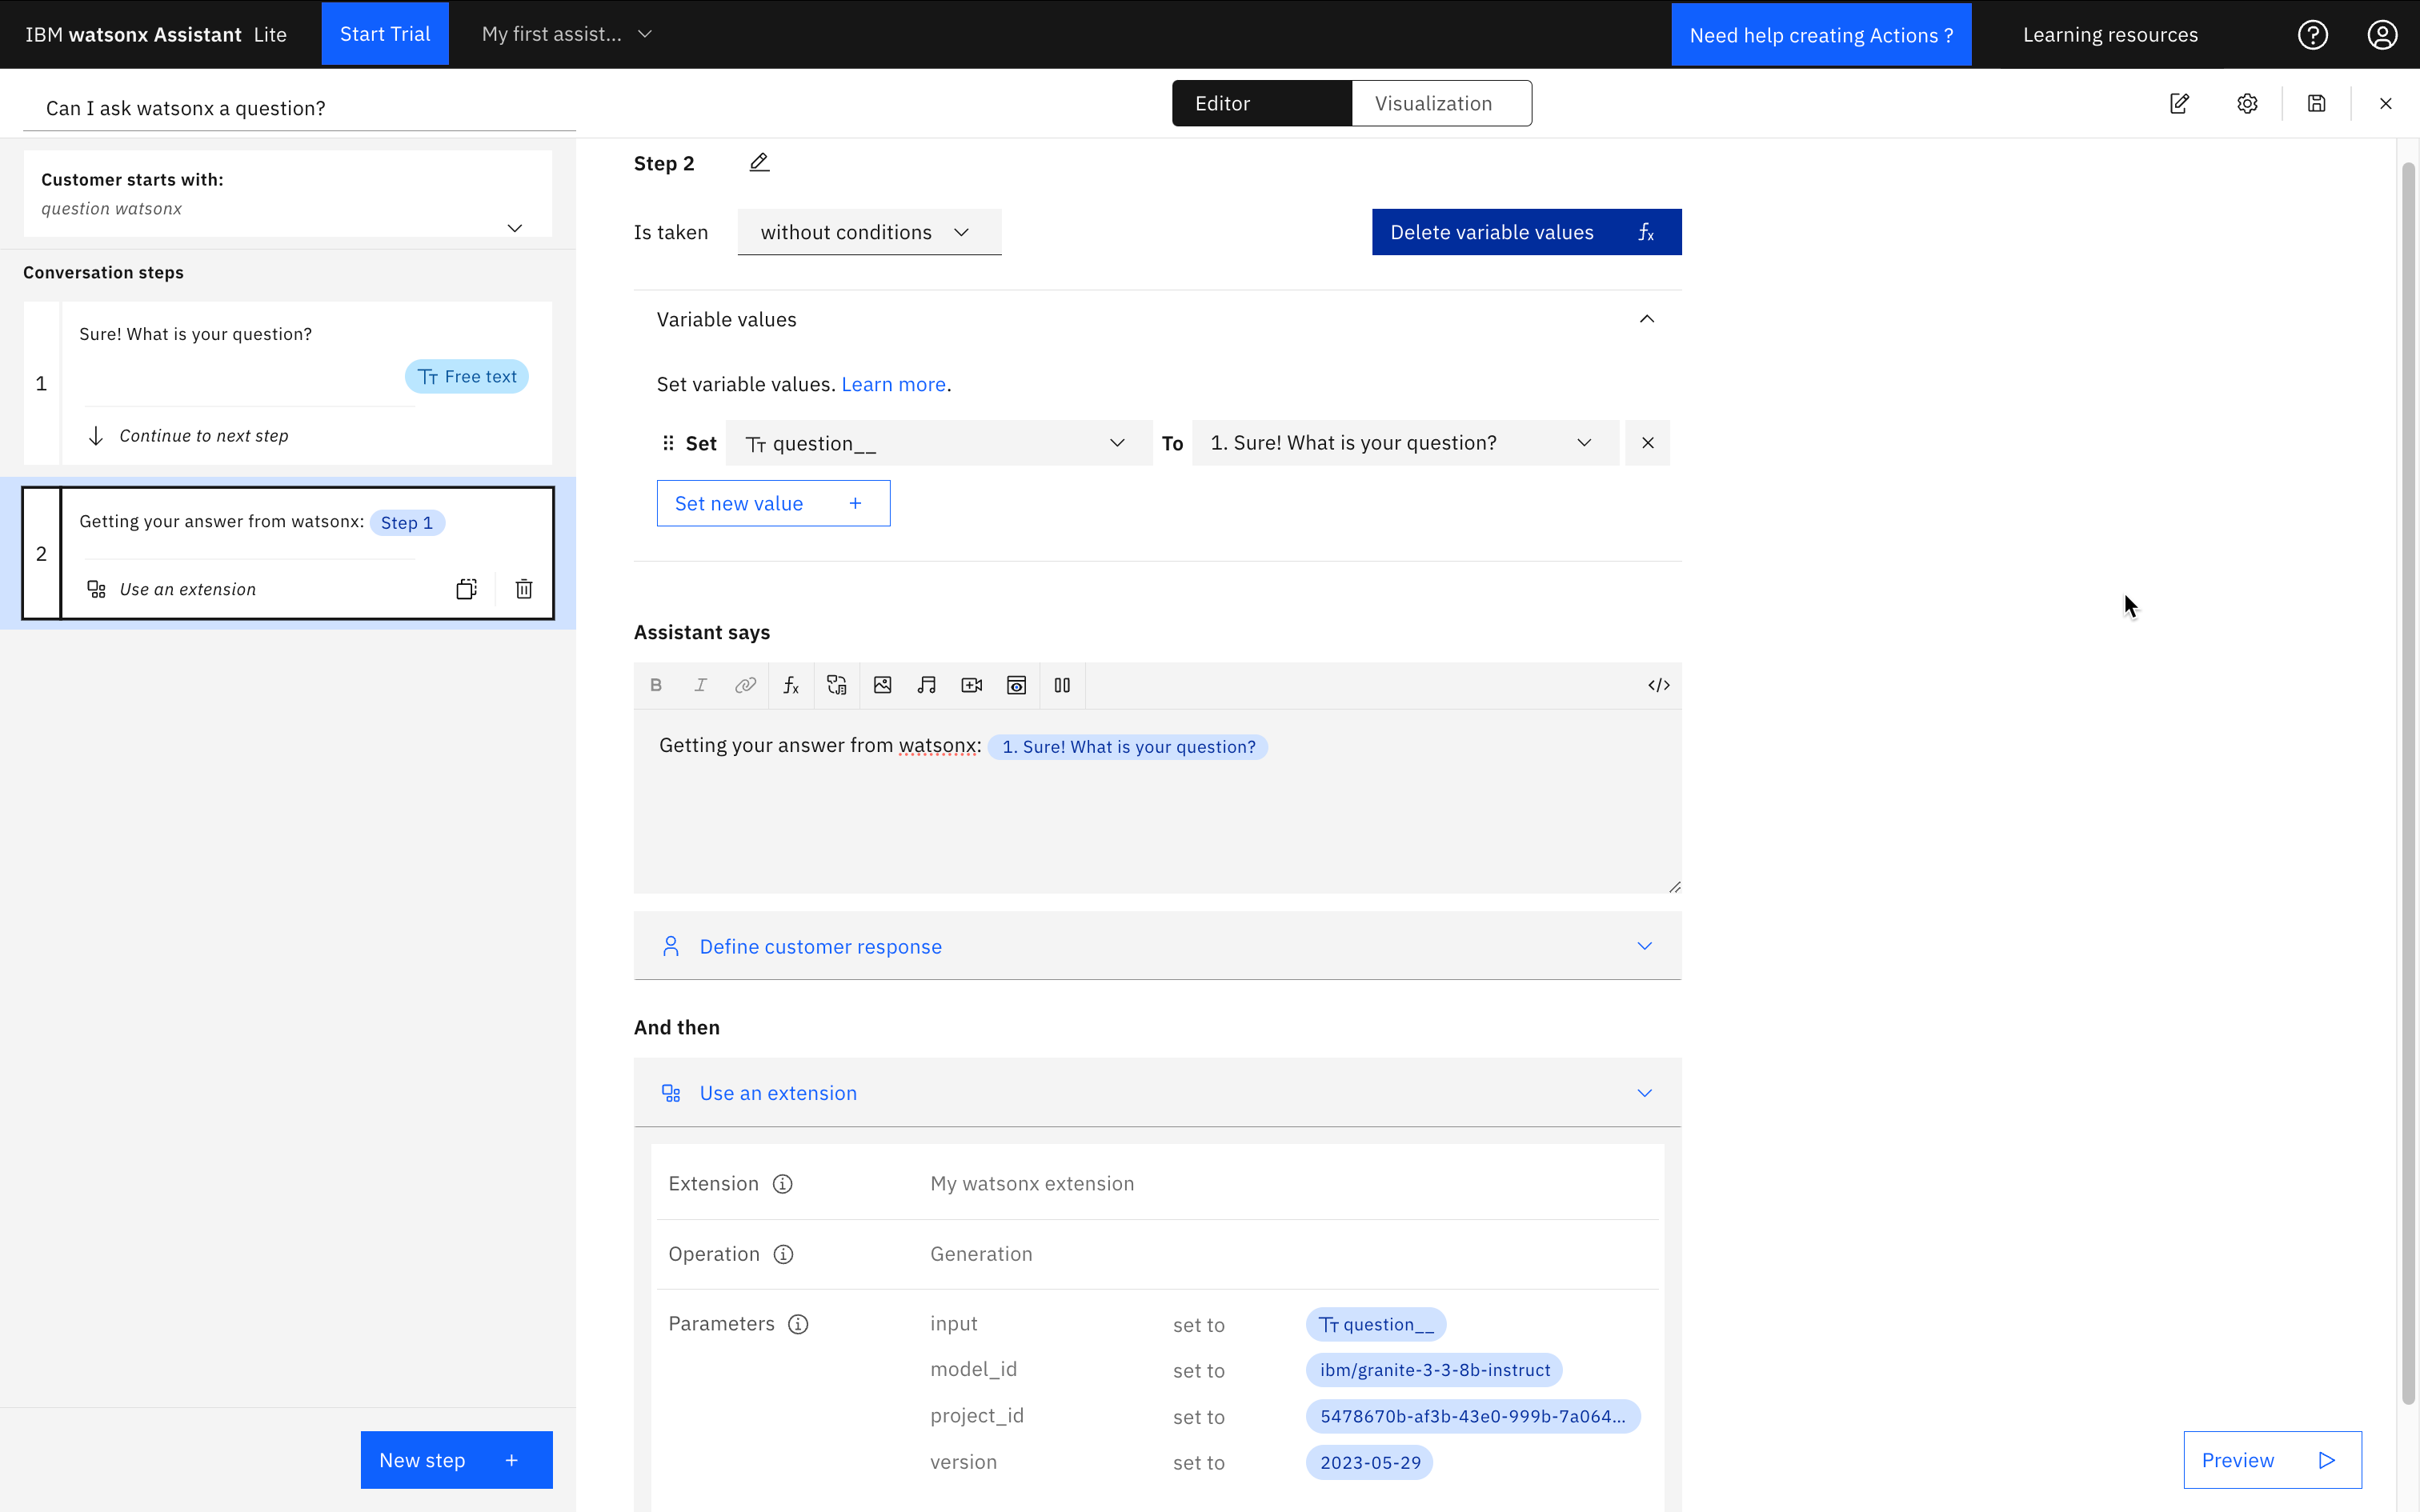 IBM watsonx Assistant Lite
Start Trial
My first assist...
Need help creating Actions ?
Learning resources
Can I ask watsonx a question?
Editor
Visualization
Customer starts with:
question watsonx
Conversation steps
1
Sure! What is your question?
Free text
Continue to next step
2
Getting your answer from watsonx: Step 1
Use an extension
New step +
Step 2
Is taken
without conditions
Delete variable values fx
Variable values
Set variable values. Learn more.
Set question__ To 1. Sure! What is your question?
Set new value +
Assistant says
B I fx </>
Getting your answer from watsonx: 1. Sure! What is your question?
Define customer response
And then
Use an extension
Extension My watsonx extension
Operation Generation
Parameters input set to question__
model_id set to ibm/granite-3-3-8b-instruct
project_id set to 5478670b-af3b-43e0-999b-7a064...
version set to 2023-05-29
Preview